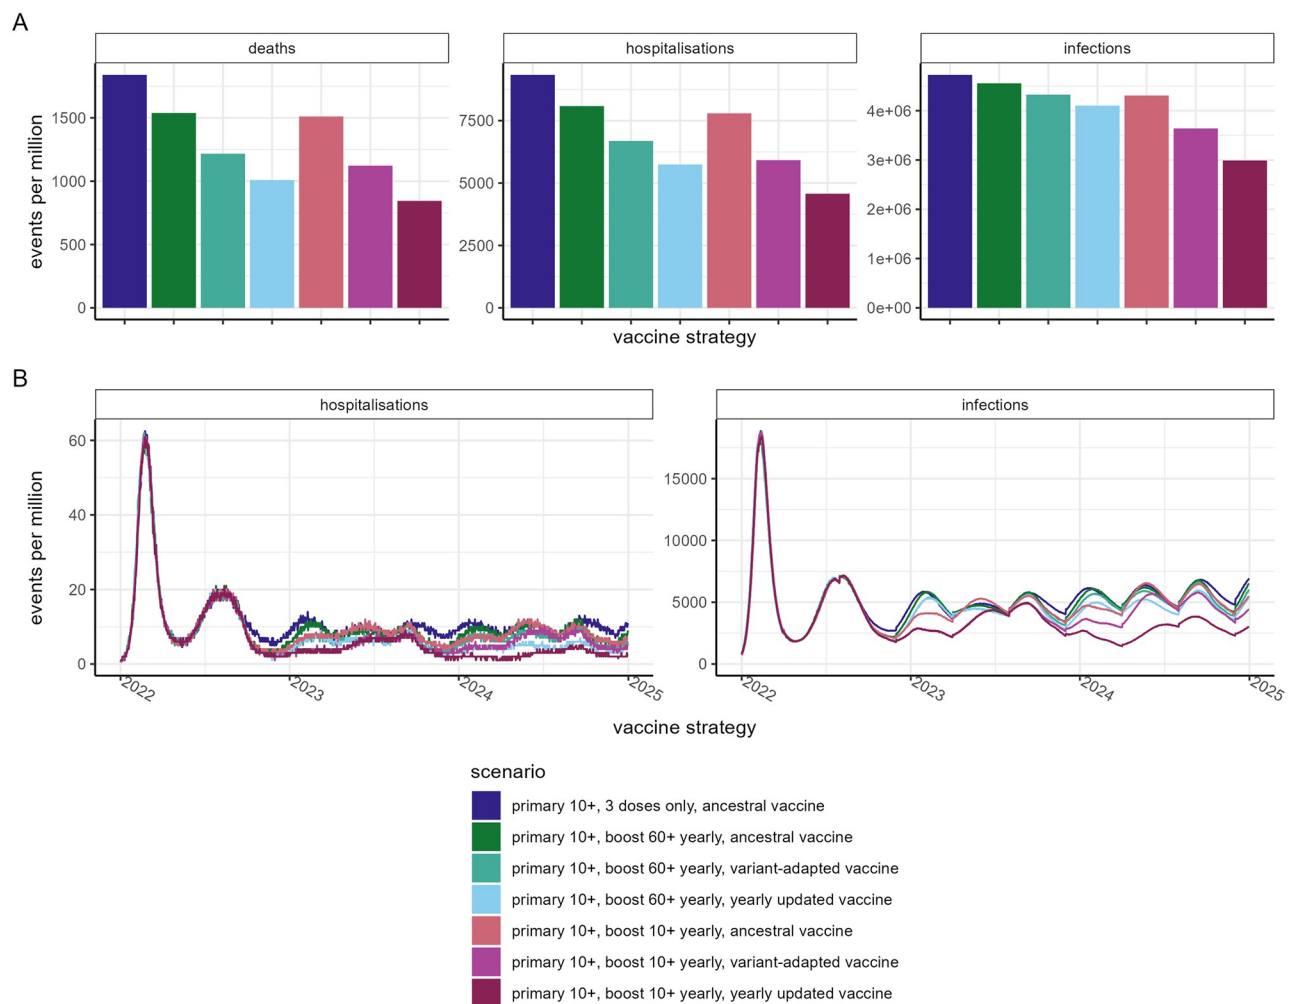 A
deaths
hospitalisations
infections
events per million
1500
1000
500
0
7500
5000
2500
0
4e+06
3e+06
2e+06
1e+06
0e+00
vaccine strategy
B
hospitalisations
infections
events per million
60
40
20
0
15000
10000
5000
0
2022
2023
2024
2025
2022
2023
2024
2025
vaccine strategy
scenario
primary 10+, 3 doses only, ancestral vaccine
primary 10+, boost 60+ yearly, ancestral vaccine
primary 10+, boost 60+ yearly, variant-adapted vaccine
primary 10+, boost 60+ yearly, yearly updated vaccine
primary 10+, boost 10+ yearly, ancestral vaccine
primary 10+, boost 10+ yearly, variant-adapted vaccine
primary 10+, boost 10+ yearly, yearly updated vaccine